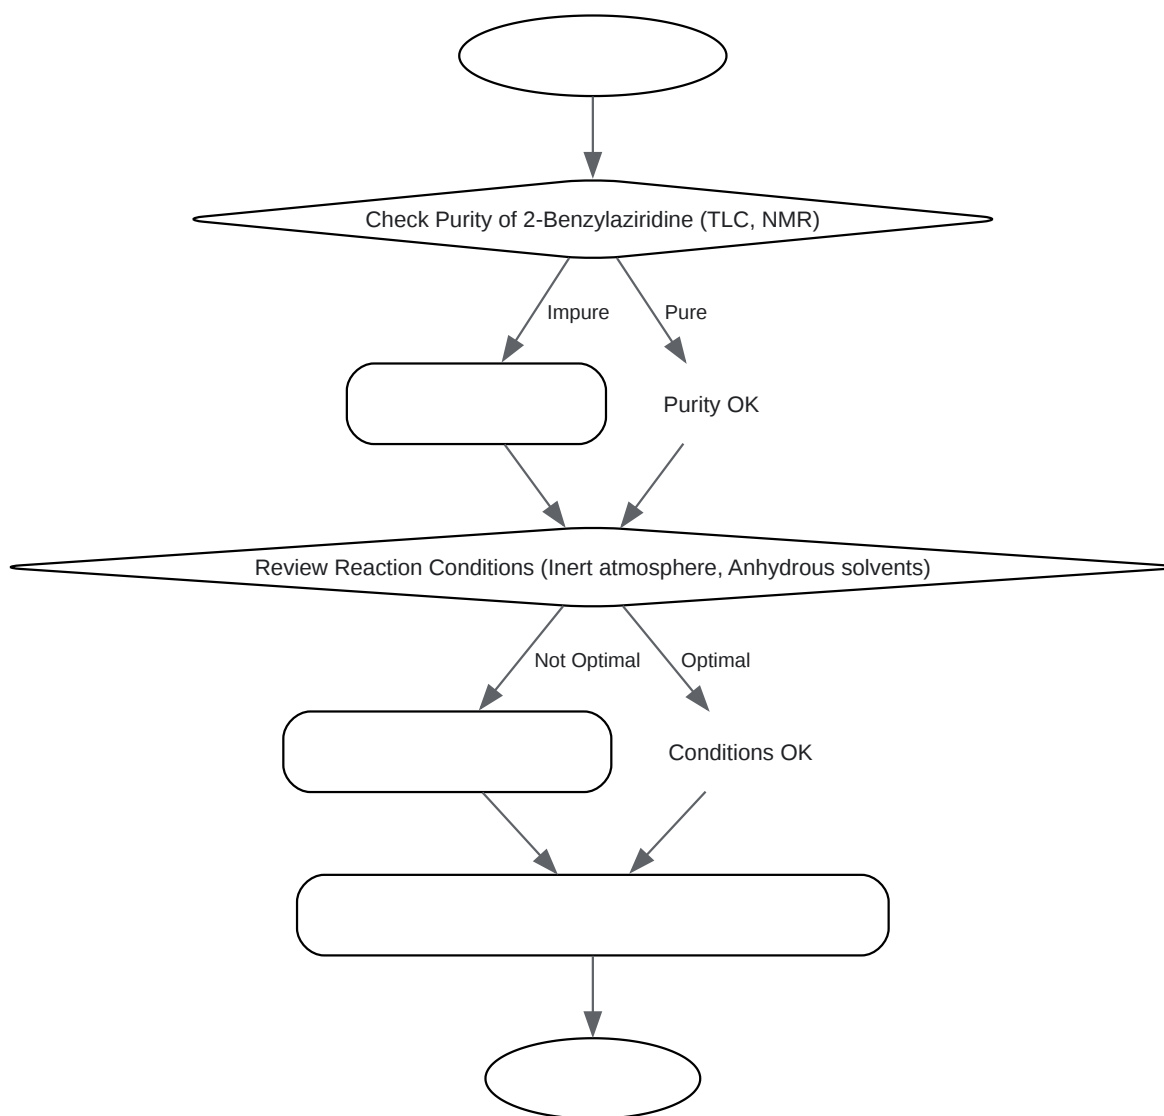 Check Purity of 2-Benzylaziridine (TLC, NMR)
Impure
Pure
Purity OK
Review Reaction Conditions (Inert atmosphere, Anhydrous solvents)
Not Optimal
Optimal
Conditions OK